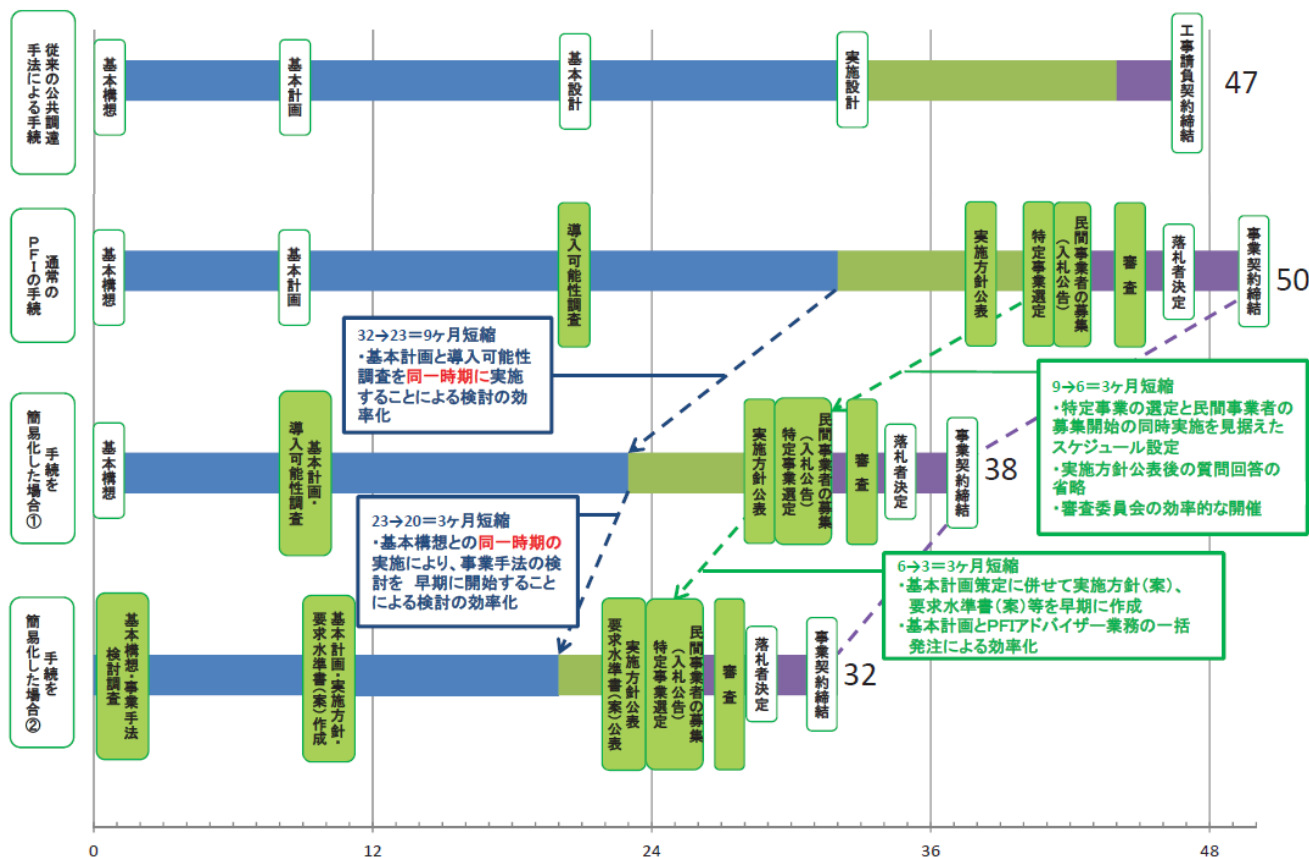 従来の公共調達
手法による手続
基本構想
基本計画
基本設計
実施設計
工事請負契約締結
47
通常の
PFIの手続
基本構想
基本計画
導入可能性調査
実施方針公表
特定事業選定
民間事業者の募集
(入札公告)
審査
落札者決定
事業契約締結
50
32→23=9ヶ月短縮
・基本計画と導入可能性
調査を同一時期に実施
することによる検討の効
率化
9→6=3ヶ月短縮
・特定事業の選定と民間事業者の
募集開始の同時実施を見据えた
スケジュール設定
・実施方針公表後の質問回答の
省略
・審査委員会の効率的な開催
手続を
簡易化した場合①
基本構想
基本計画・
導入可能性調査
実施方針公表
民間事業者の募集
(入札公告)
特定事業選定
審査
落札者決定
事業契約締結
38
23→20=3ヶ月短縮
・基本構想との同一時期の
実施により、事業手法の検
討を 早期に開始すること
による検討の効率化
6→3=3ヶ月短縮
・基本計画策定に併せて実施方針(案)、
要求水準書(案)等を早期に作成
・基本計画とPFIアドバイザー業務の一括
発注による効率化
手続を
簡易化した場合②
基本構想・事業手法
検討調査
基本計画・実施方針・
要求水準書(案)作成
実施方針公表
要求水準書(案)公表
民間事業者の募集
(入札公告)
特定事業選定
審査
落札者決定
事業契約締結
32
0
12
24
36
48